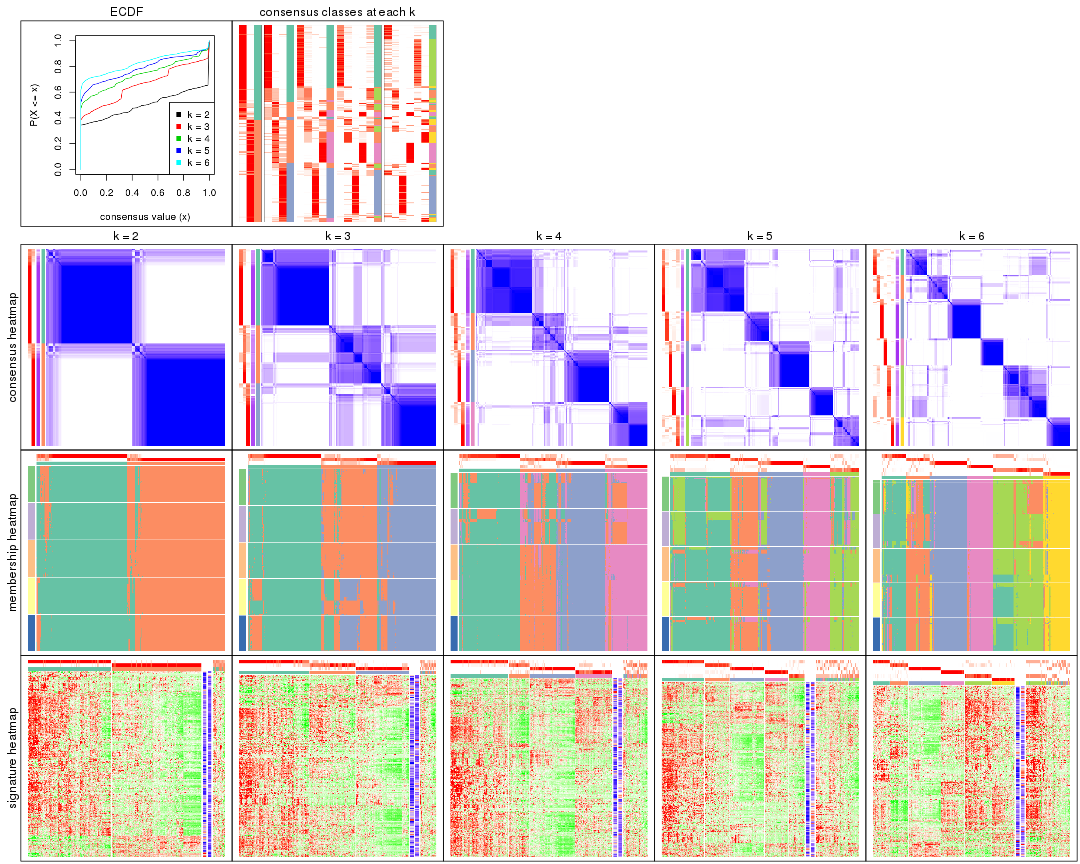 ECDF
consensus classes at each k
P(X <= x)
1.0
0.8
0.6
0.4
0.2
0.0
k = 2
k = 3
k = 4
k = 5
k = 6
0.0 0.2 0.4 0.6 0.8 1.0
consensus value (x)
k = 2 k = 3 k = 4 k = 5 k = 6
consensus heatmap
membership heatmap
signature heatmap